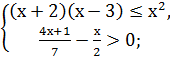 (x + 2)(x − 3) ≤ x²,
(4x+1)/7 − x/2 > 0;